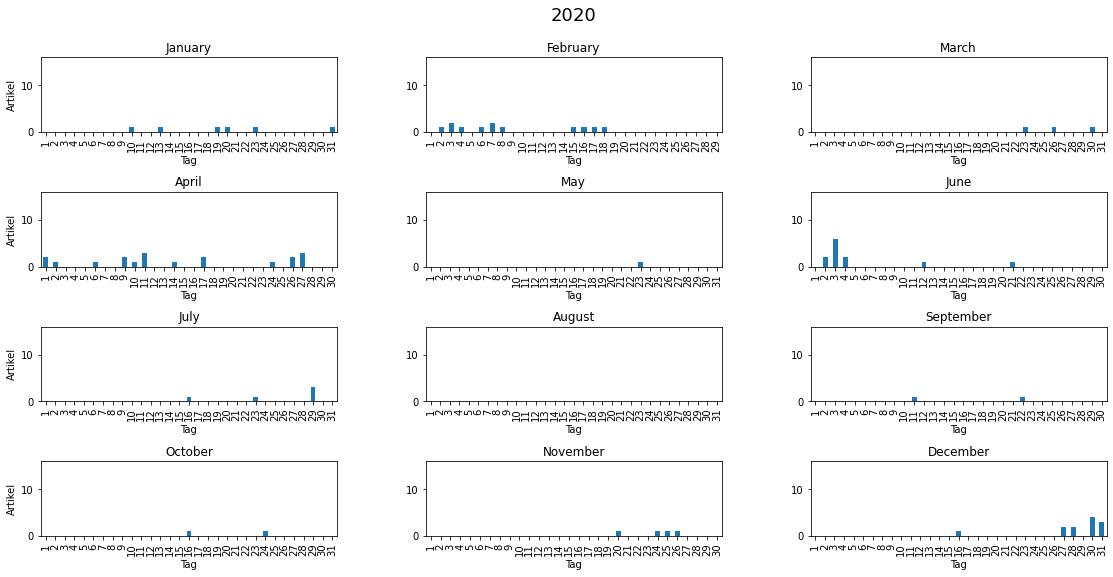 2020
January
February
March
Artikel
10
0
1 2 3 4 5 6 7 8 9 10 11 12 13 14 15 16 17 18 19 20 21 22 23 24 25 26 27 28 29 30 31
Tag
10
0
1 2 3 4 5 6 7 8 9 10 11 12 13 14 15 16 17 18 19 20 21 22 23 24 25 26 27 28 29
Tag
10
0
1 2 3 4 5 6 7 8 9 10 11 12 13 14 15 16 17 18 19 20 21 22 23 24 25 26 27 28 29 30 31
Tag
April
May
June
Artikel
10
0
1 2 3 4 5 6 7 8 9 10 11 12 13 14 15 16 17 18 19 20 21 22 23 24 25 26 27 28 29 30
Tag
10
0
1 2 3 4 5 6 7 8 9 10 11 12 13 14 15 16 17 18 19 20 21 22 23 24 25 26 27 28 29 30 31
Tag
10
0
1 2 3 4 5 6 7 8 9 10 11 12 13 14 15 16 17 18 19 20 21 22 23 24 25 26 27 28 29 30
Tag
July
August
September
Artikel
10
0
1 2 3 4 5 6 7 8 9 10 11 12 13 14 15 16 17 18 19 20 21 22 23 24 25 26 27 28 29 30 31
Tag
10
0
1 2 3 4 5 6 7 8 9 10 11 12 13 14 15 16 17 18 19 20 21 22 23 24 25 26 27 28 29 30 31
Tag
10
0
1 2 3 4 5 6 7 8 9 10 11 12 13 14 15 16 17 18 19 20 21 22 23 24 25 26 27 28 29 30
Tag
October
November
December
Artikel
10
0
1 2 3 4 5 6 7 8 9 10 11 12 13 14 15 16 17 18 19 20 21 22 23 24 25 26 27 28 29 30 31
Tag
10
0
1 2 3 4 5 6 7 8 9 10 11 12 13 14 15 16 17 18 19 20 21 22 23 24 25 26 27 28 29 30
Tag
10
0
1 2 3 4 5 6 7 8 9 10 11 12 13 14 15 16 17 18 19 20 21 22 23 24 25 26 27 28 29 30 31
Tag